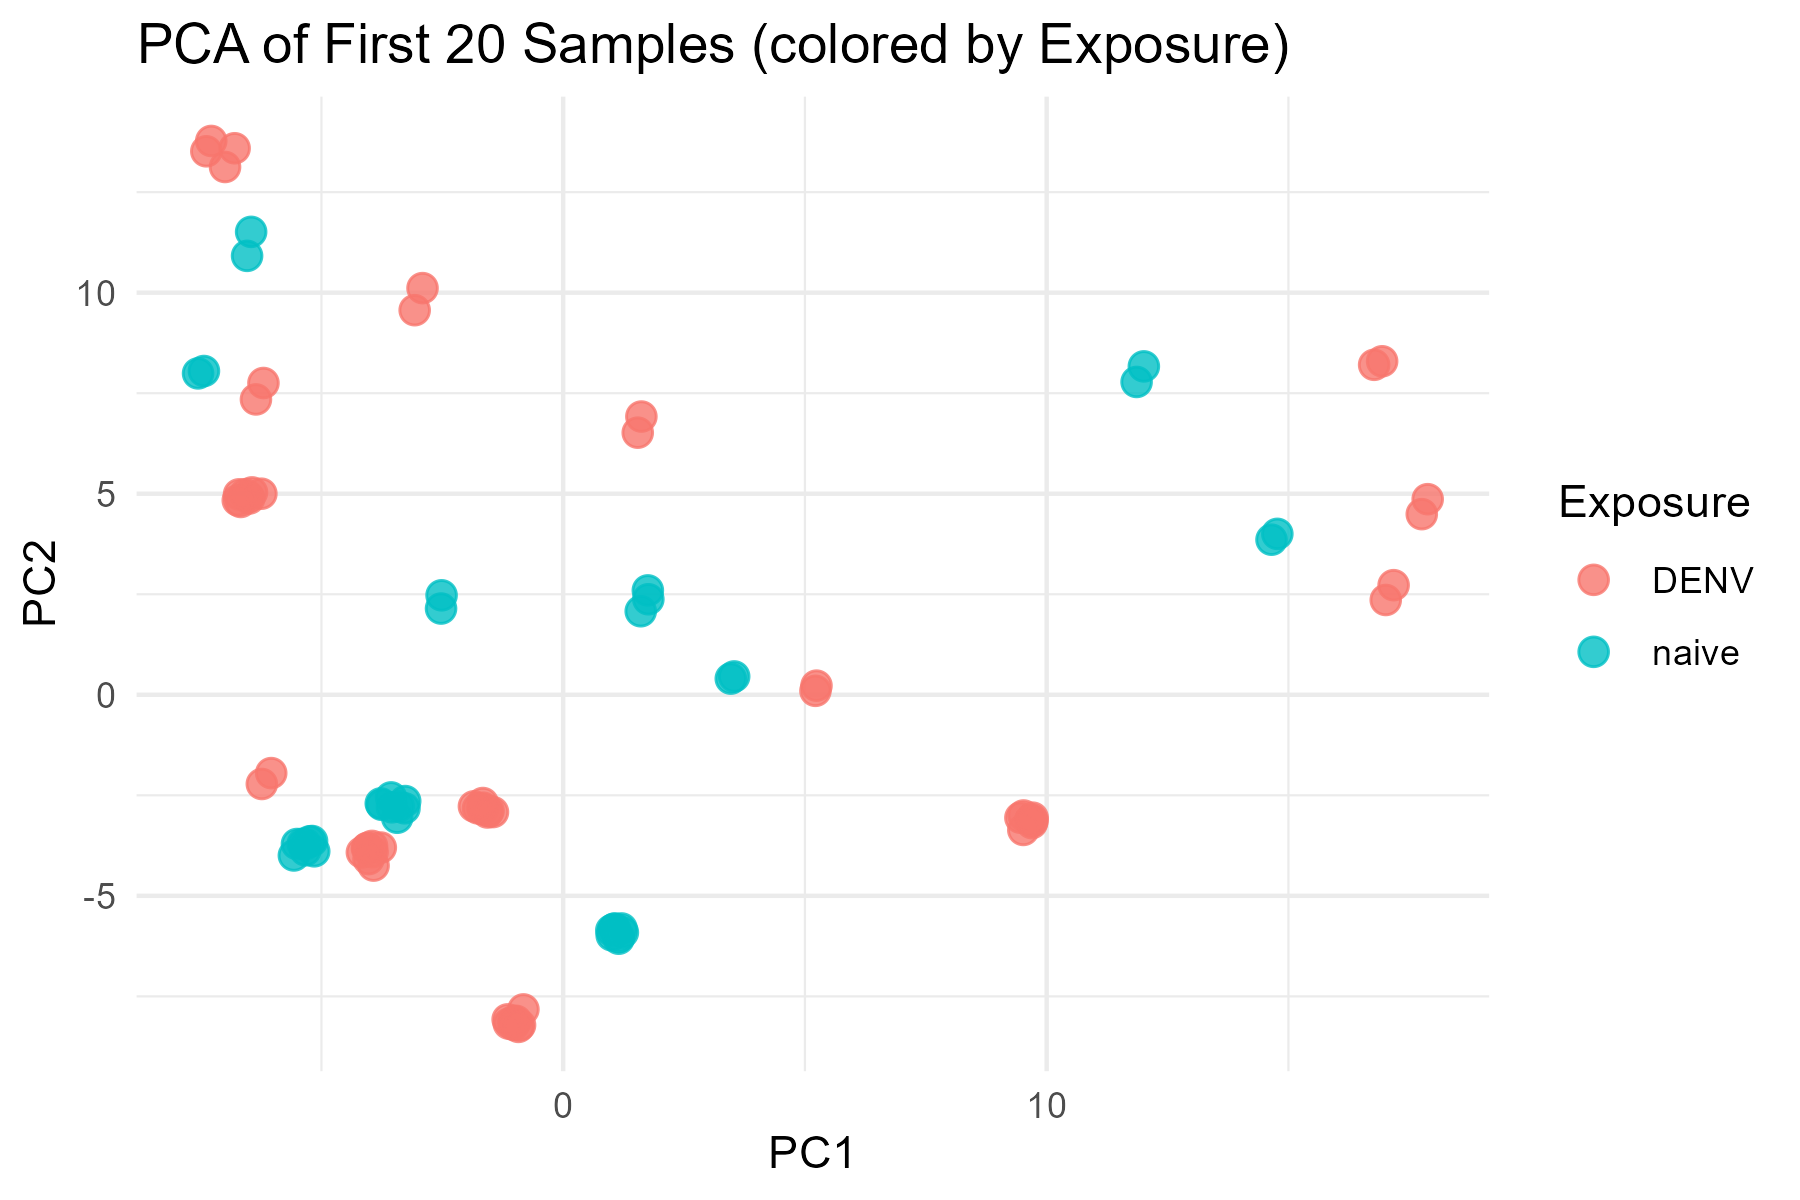 PCA of First 20 Samples (colored by Exposure)
10
5
0
-5
PC2
0
10
PC1
Exposure
DENV
naive